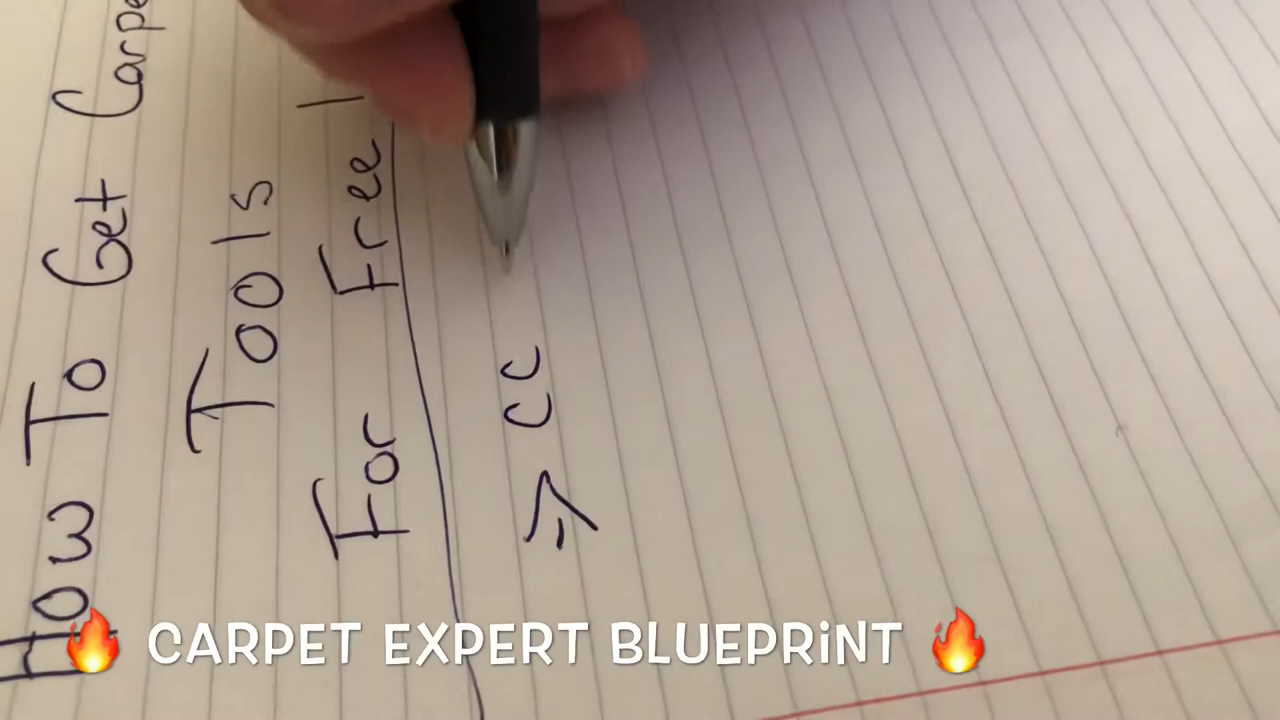 How To Get Carpe
Tools
For Free !
⇒ CC
🔥 CARPET EXPERT BLUEPRINT 🔥